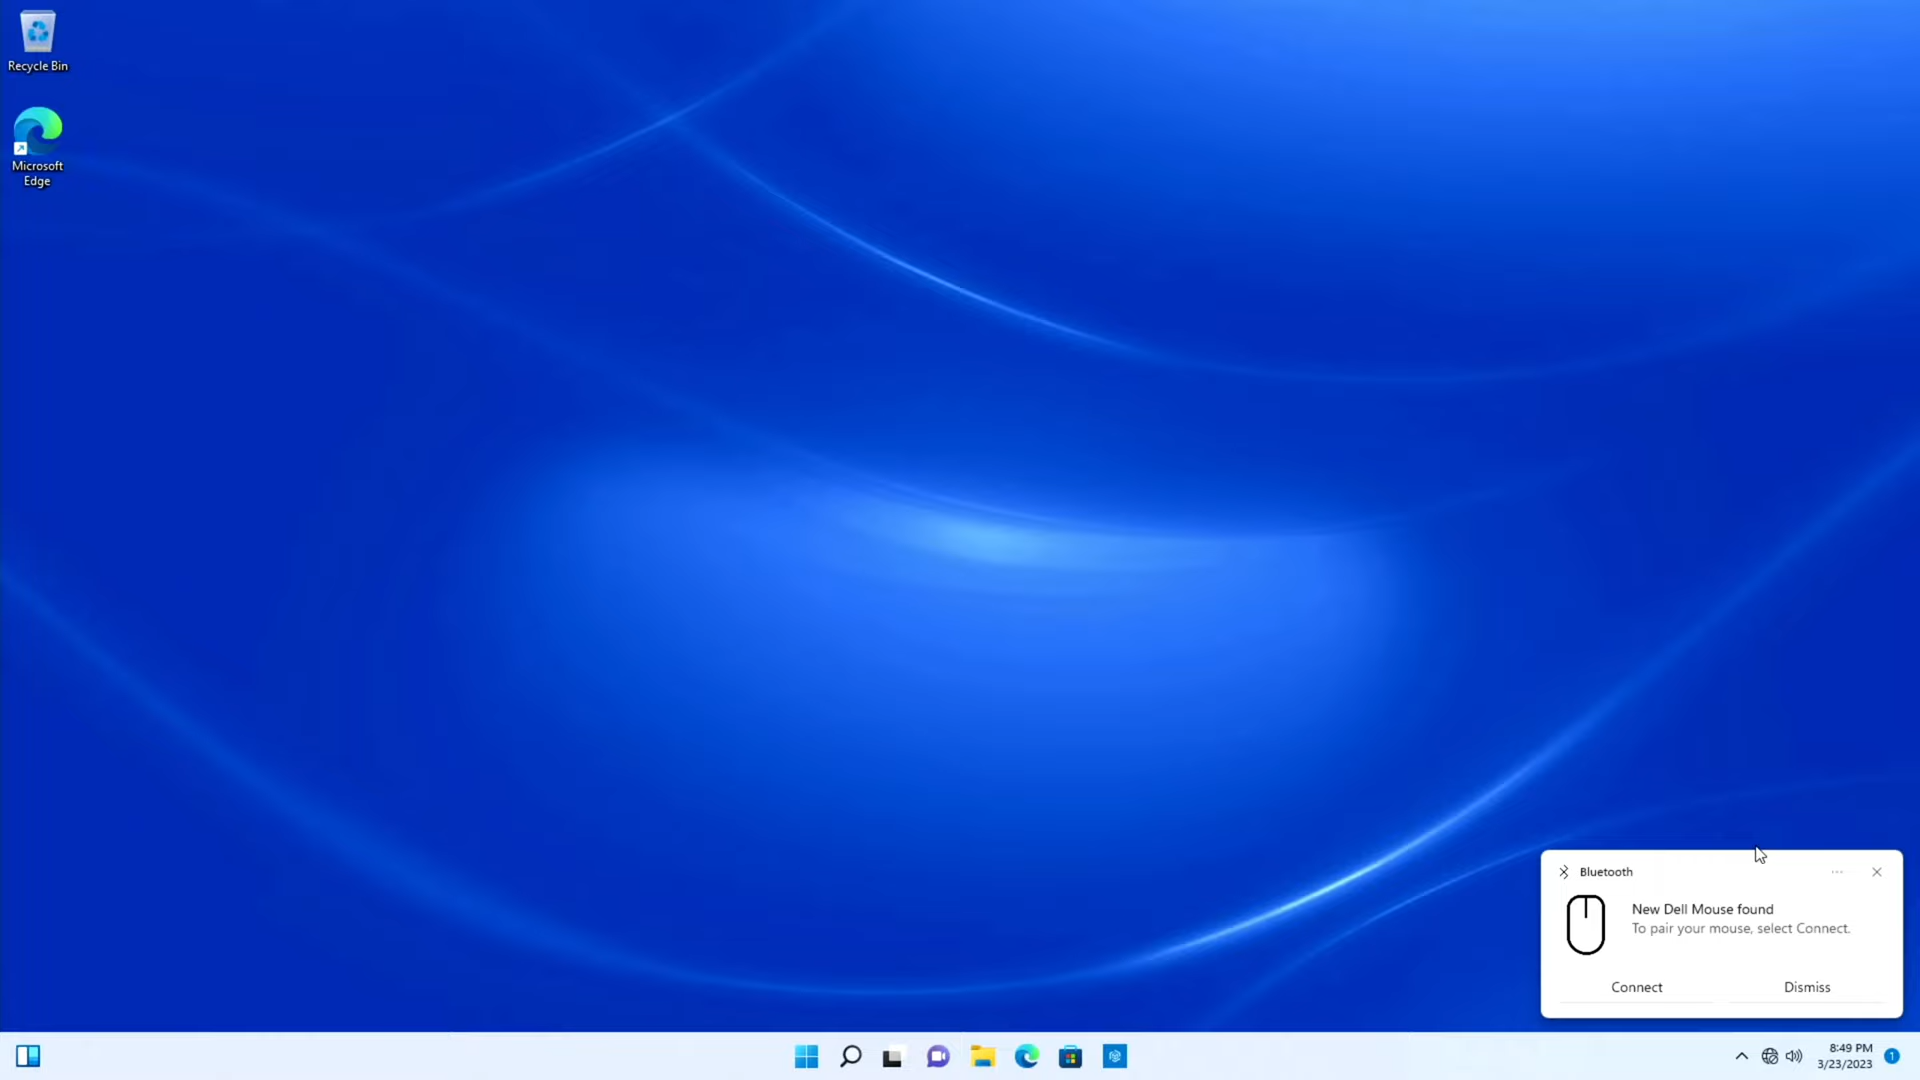 Recycle Bin
Microsoft
Edge
Bluetooth
New Dell Mouse found
To pair your mouse, select Connect.
Connect
Dismiss
8:49 PM
3/23/2023
1